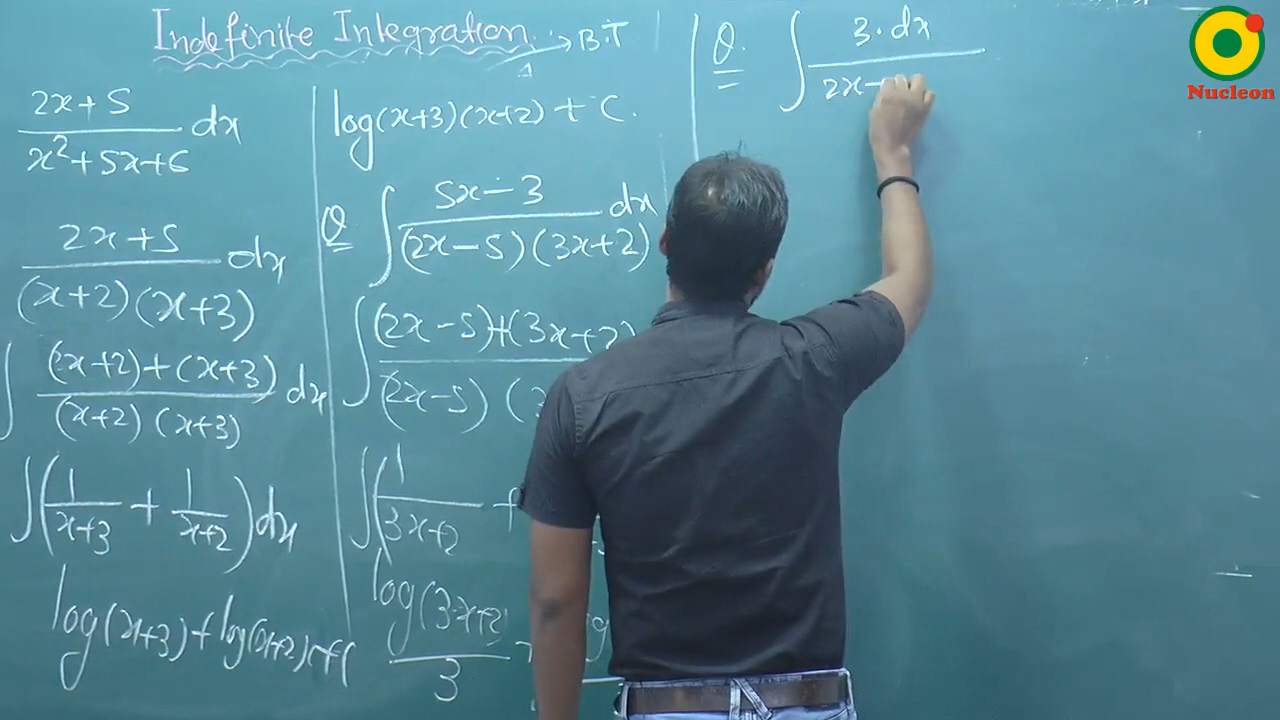 Indefinite Integration → B.T
2x+5 / x²+5x+6 dx
2x+5 / (x+2)(x+3) dx
∫ (x+2)+(x+3) / (x+2)(x+3) dx
∫(1/x+3 + 1/x+2)dx
log(x+3)+log(x+2)+C
log(x+3)(x+2)+C.
Q ∫ 5x-3 / (2x-5)(3x+2) dx
∫ (2x-5)+(3x+2) / (2x-5)(3
∫(1/3x+2 +
log(3x+2) / 3 +
Q. ∫ 3.dx / 2x-
Nucleon